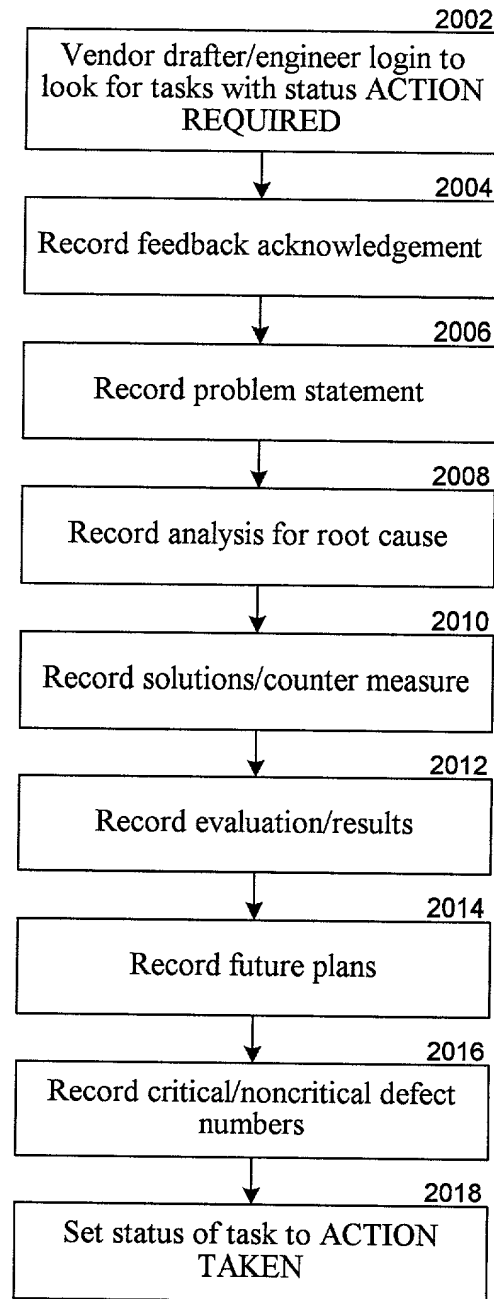 2002
Vendor drafter/engineer login to
look for tasks with status ACTION
REQUIRED
2004
Record feedback acknowledgement
2006
Record problem statement
2008
Record analysis for root cause
2010
Record solutions/counter measure
2012
Record evaluation/results
2014
Record future plans
2016
Record critical/noncritical defect
numbers
2018
Set status of task to ACTION
TAKEN